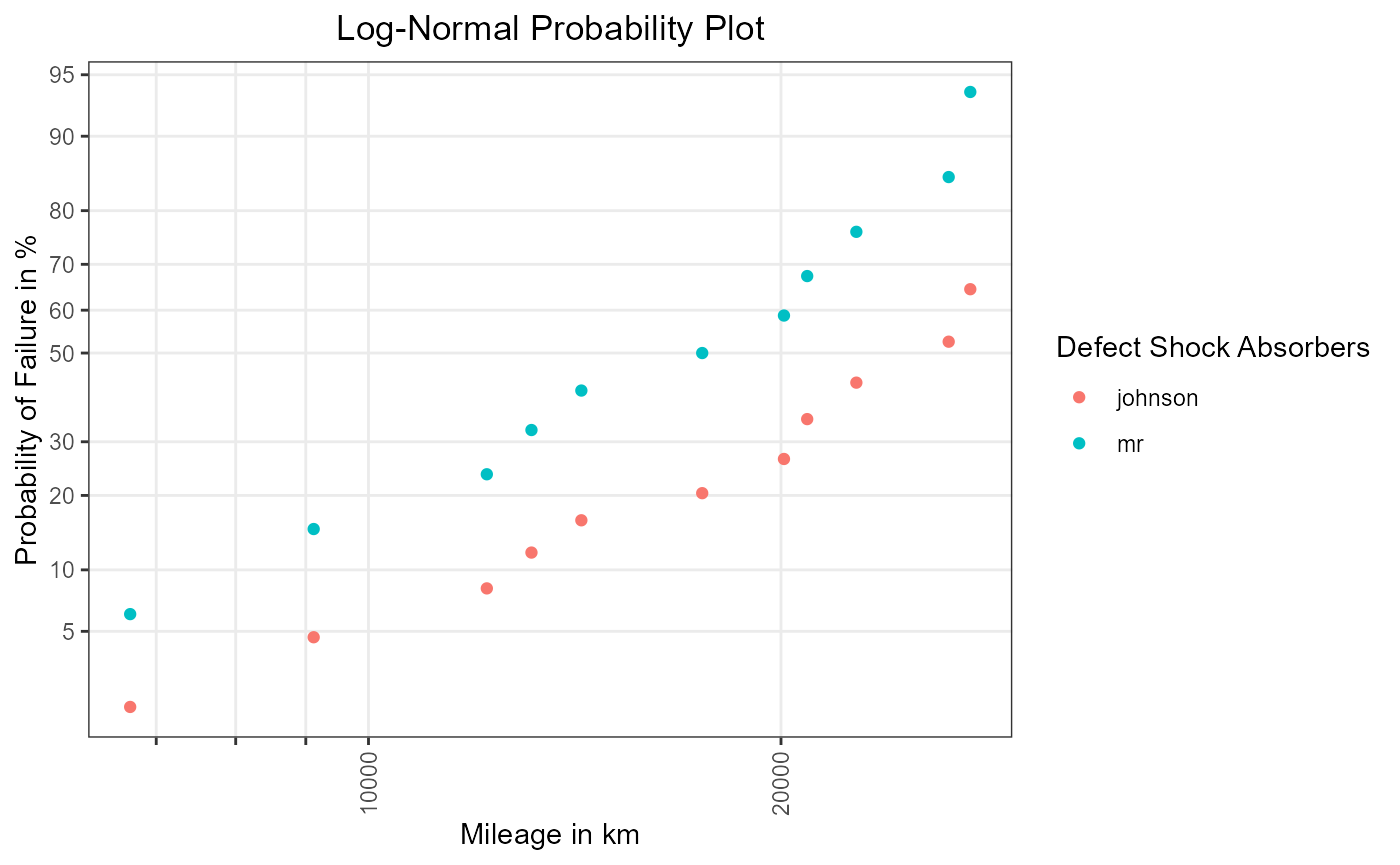 Log-Normal Probability Plot
Probability of Failure in %
95
90
80
70
60
50
30
20
10
5
10000
20000
Mileage in km
Defect Shock Absorbers
johnson
mr